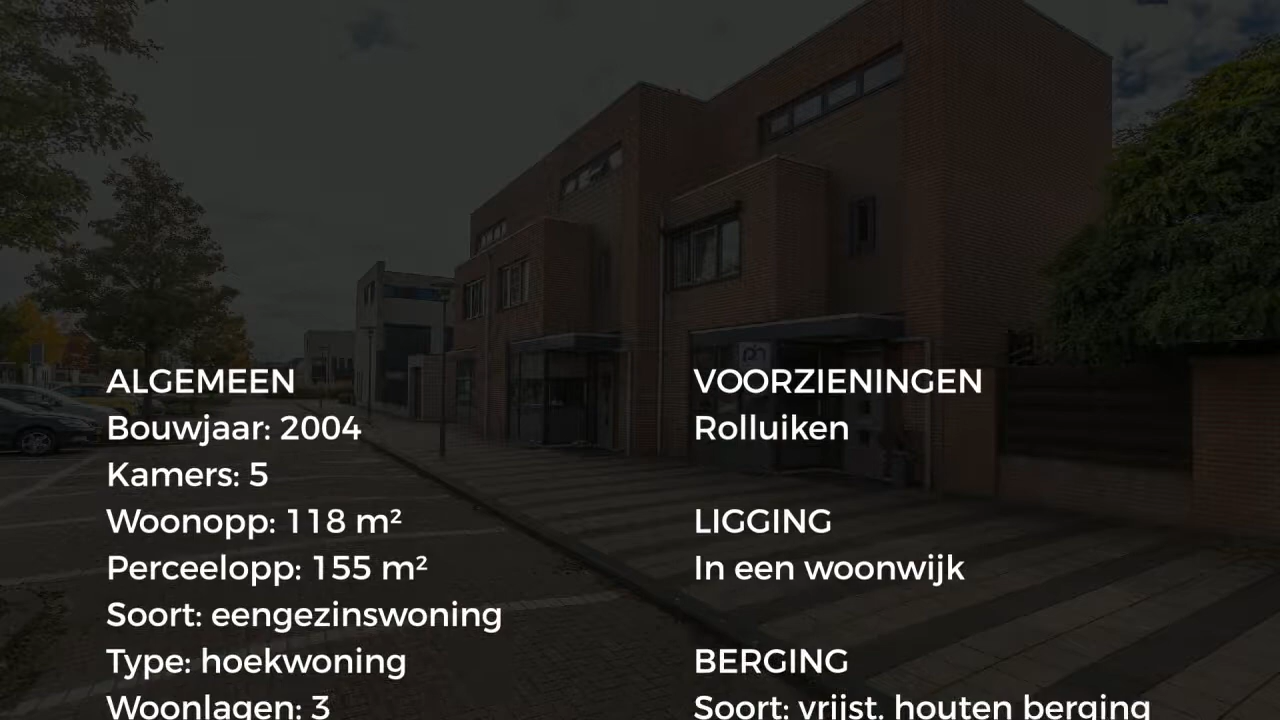 ALGEMEEN
Bouwjaar: 2004
Kamers: 5
Woonopp: 118 m²
Perceelopp: 155 m²
Soort: eengezinswoning
Type: hoekwoning
Woonlagen: 3
VOORZIENINGEN
Rolluiken
LIGGING
In een woonwijk
BERGING
Soort: vrijst. houten berging